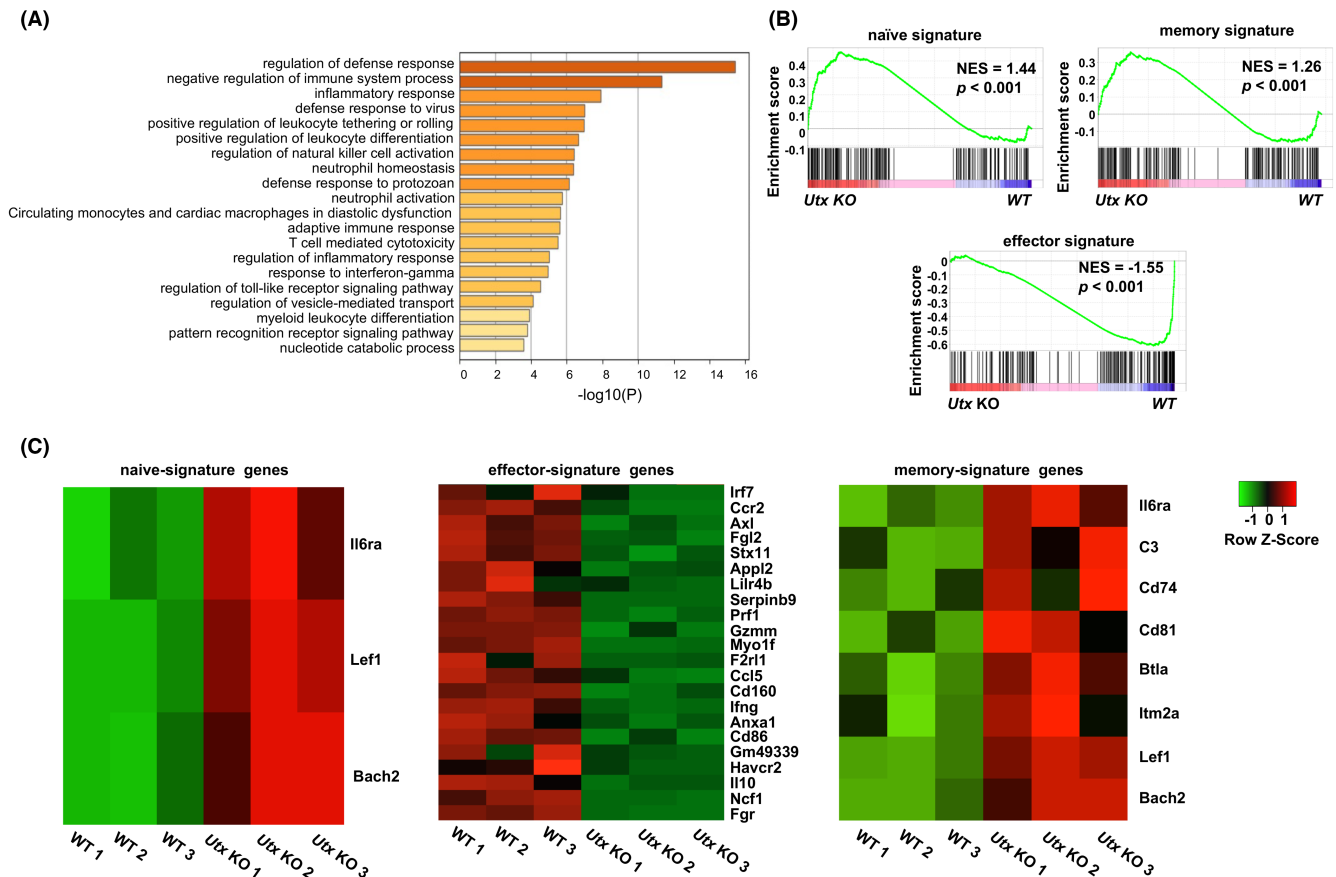 (A)
regulation of defense response
negative regulation of immune system process
inflammatory response
defense response to virus
positive regulation of leukocyte tethering or rolling
positive regulation of leukocyte differentiation
regulation of natural killer cell activation
neutrophil homeostasis
defense response to protozoan
neutrophil activation
Circulating monocytes and cardiac macrophages in diastolic dysfunction
adaptive immune response
T cell mediated cytotoxicity
regulation of inflammatory response
response to interferon-gamma
regulation of toll-like receptor signaling pathway
regulation of vesicle-mediated transport
myeloid leukocyte differentiation
pattern recognition receptor signaling pathway
nucleotide catabolic process
0 2 4 6 8 10 12 14 16
-log10(P)
(B)
naïve signature
Enrichment score
0.4
0.3
0.2
0.1
0
-0.1
NES = 1.44
p < 0.001
Utx KO WT
memory signature
Enrichment score
0.4
0.3
0.2
0.1
0
-0.1
NES = 1.26
p < 0.001
Utx KO WT
effector signature
Enrichment score
0
-0.1
-0.2
-0.3
-0.4
-0.5
-0.6
NES = -1.55
p < 0.001
Utx KO WT
(C)
naive-signature genes
Il6ra
Lef1
Bach2
WT 1 WT 2 WT 3 Utx KO 1 Utx KO 2 Utx KO 3
effector-signature genes
Irf7
Ccr2
Axl
Fgl2
Stx11
Appl2
Lilr4b
Serpinb9
Prf1
Gzmm
Myo1f
F2rl1
Ccl5
Cd160
Ifng
Anxa1
Cd86
Gm49339
Havcr2
Il10
Ncf1
Fgr
WT 1 WT 2 WT 3 Utx KO 1 Utx KO 2 Utx KO 3
memory-signature genes
Il6ra
C3
Cd74
Cd81
Btla
Itm2a
Lef1
Bach2
WT 1 WT 2 WT 3 Utx KO 1 Utx KO 2 Utx KO 3
-1 0 1
Row Z-Score